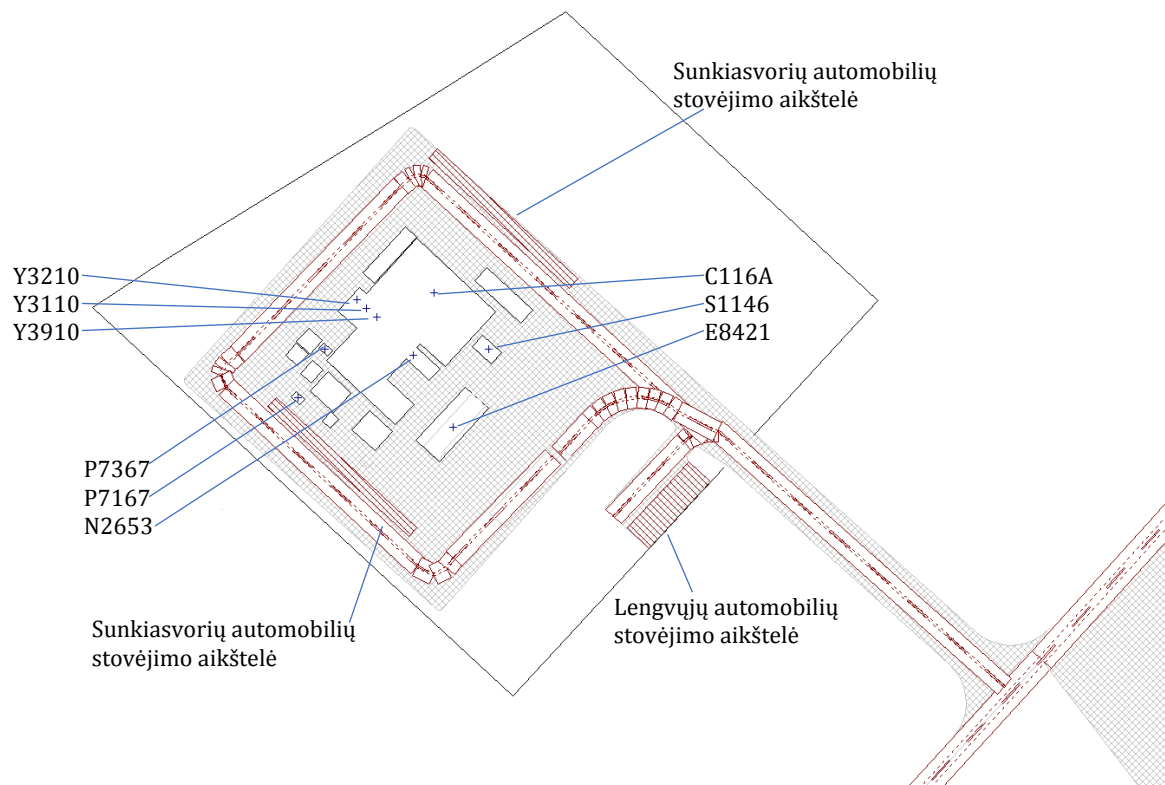 Sunkiasvorių automobilių
stovėjimo aikštelė
Y3210
Y3110
Y3910
C116A
S1146
E8421
P7367
P7167
N2653
Sunkiasvorių automobilių
stovėjimo aikštelė
Lengvųjų automobilių
stovėjimo aikštelė